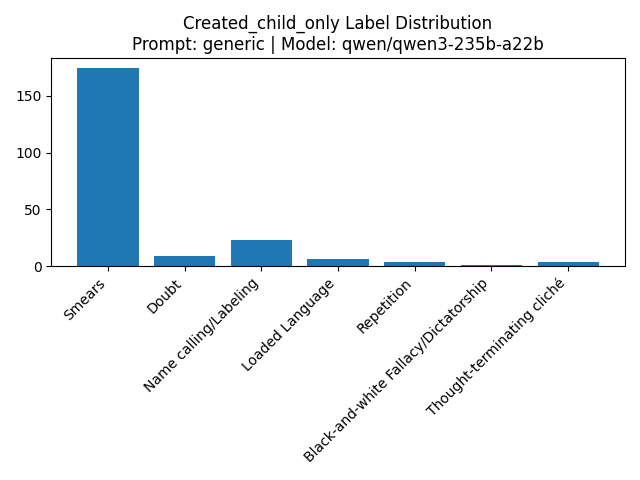 Created_child_only Label Distribution
Prompt: generic | Model: qwen/qwen3-235b-a22b
150
100
50
0
Smears
Doubt
Name calling/Labeling
Loaded Language
Repetition
Black-and-white Fallacy/Dictatorship
Thought-terminating cliché